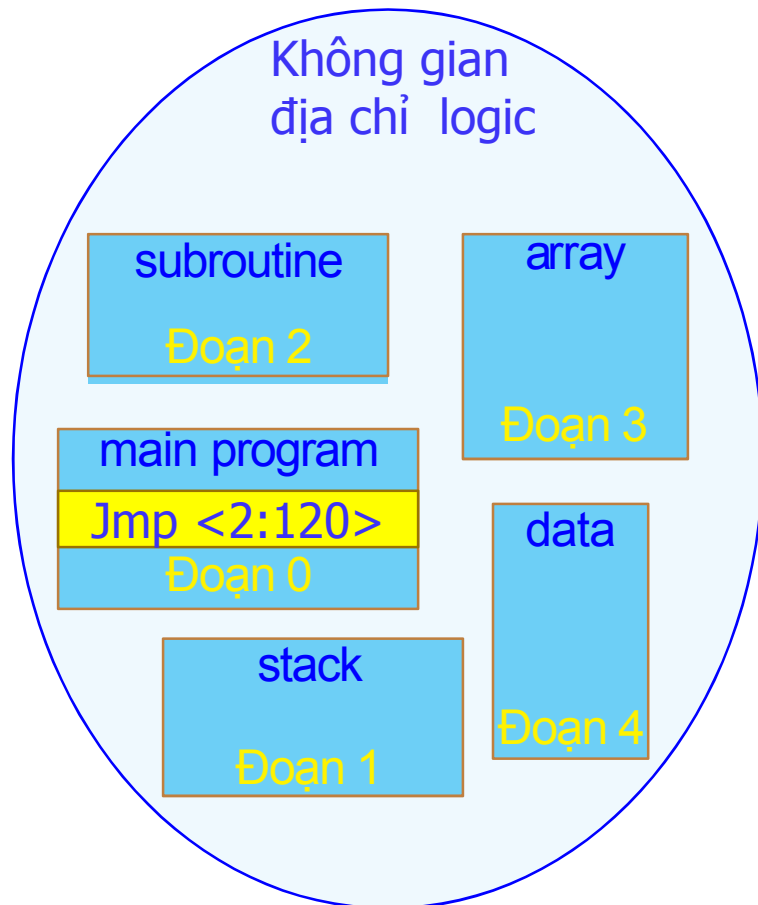 Không gian
địa chỉ logic
subroutine
Đoạn 2
array
Đoạn 3
main program
Jmp <2:120>
Đoạn 0
data
Đoạn 4
stack
Đoạn 1